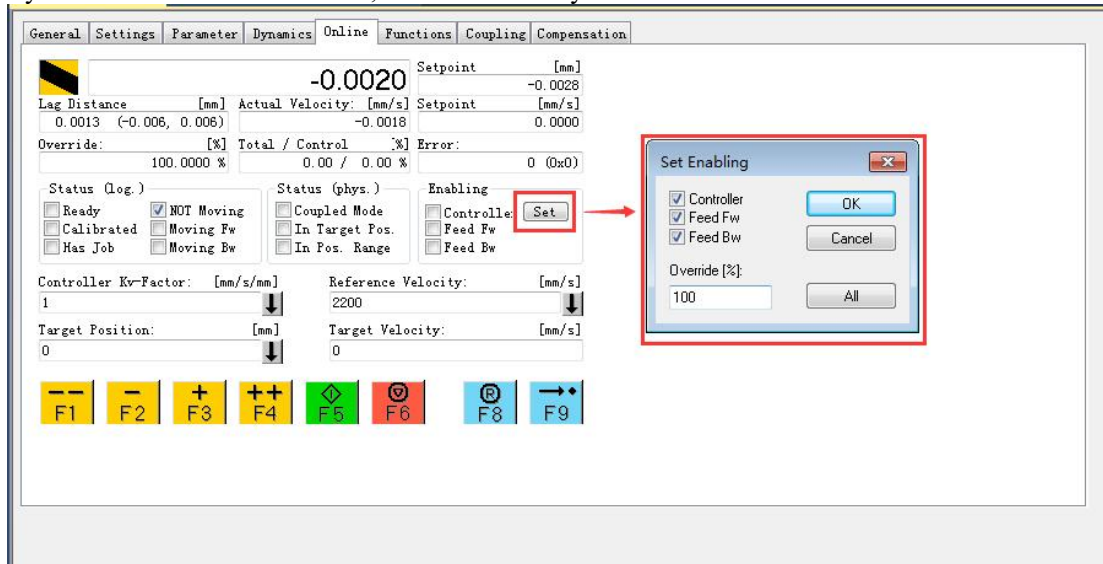 General Settings Parameter Dynamics Online Functions Coupling Compensation
-0.0020
Setpoint [mm]
-0.0028
Lag Distance [mm] Actual Velocity: [mm/s] Setpoint [mm/s]
0.0013 (-0.006, 0.006) -0.0018 0.0000
Override: [%] Total / Control [%] Error:
100.0000 % 0.00 / 0.00 % 0 (0x0)
Status (log.) Status (phys.) Enabling
Ready NOT Moving Coupled Mode Controlle Set
Calibrated Moving Fw In Target Pos. Feed Fw
Has Job Moving Bw In Pos. Range Feed Bw
Controller Kv-Factor: [mm/s/mm] Reference Velocity: [mm/s]
1 2200
Target Position: [mm] Target Velocity: [mm/s]
0 0
-- - + ++ R
F1 F2 F3 F4 F5 F6 F8 F9
Set Enabling
Controller OK
Feed Fw
Feed Bw Cancel
Override [%]:
100 All